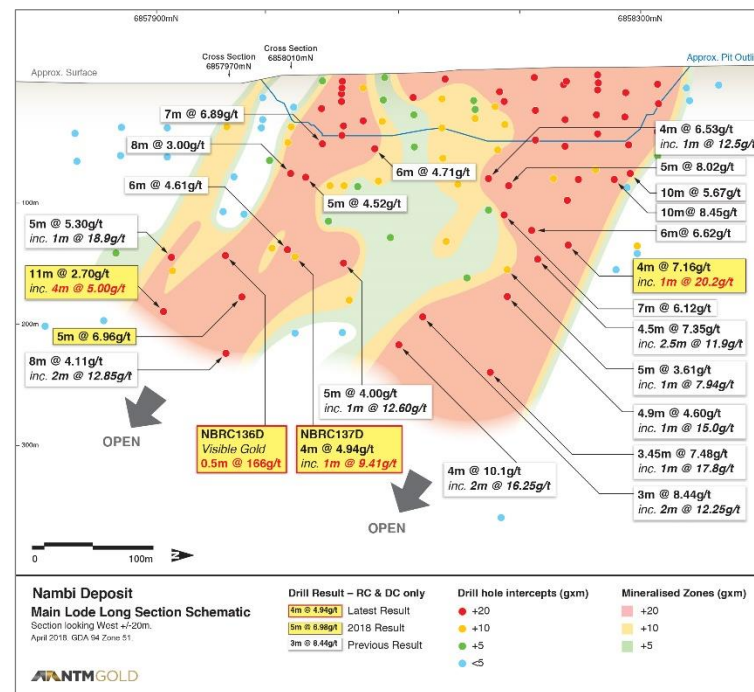 6857900mN
6858300mN
Cross Section
6857970mN
Cross Section
6858010mN
Approx. Surface
Approx. Pit Outli
7m @ 6.89g/t
8m @ 3.00g/t
6m @ 4.61g/t
6m @ 4.71g/t
5m @ 4.52g/t
4m @ 6.53g/t
inc. 1m @ 12.5g/t
5m @ 8.02g/t
10m @ 5.67g/t
10m@ 8.45g/t
6m@ 6.62g/t
100m
5m @ 5.30g/t
inc. 1m @ 18.9g/t
11m @ 2.70g/t
inc. 4m @ 5.00g/t
4m @ 7.16g/t
inc. 1m @ 20.2g/t
7m @ 6.12g/t
200m
5m @ 6.96g/t
4.5m @ 7.35g/t
inc. 2.5m @ 11.9g/t
8m @ 4.11g/t
inc. 2m @ 12.85g/t
5m @ 3.61g/t
inc. 1m @ 7.94g/t
5m @ 4.00g/t
inc. 1m @ 12.60g/t
4.9m @ 4.60g/t
inc. 1m @ 15.0g/t
OPEN
NBRC136D
Visible Gold
0.5m @ 166g/t
NBRC137D
4m @ 4.94g/t
inc. 1m @ 9.41g/t
300m
3.45m @ 7.48g/t
inc. 1m @ 17.8g/t
4m @ 10.1g/t
inc. 2m @ 16.25g/t
3m @ 8.44g/t
inc. 2m @ 12.25g/t
OPEN
0
100m
N
Nambi Deposit
Main Lode Long Section Schematic
Section looking West +/-20m.
April 2018. GDA 94 Zone 51.
NTMGOLD
Drill Result – RC & DC only
4m @ 4.94g/t Latest Result
5m @ 6.98g/t 2018 Result
3m @ 8.44g/t Previous Result
Drill hole intercepts (gxm)
+20
+10
+5
<5
Mineralised Zones (gxm)
+20
+10
+5